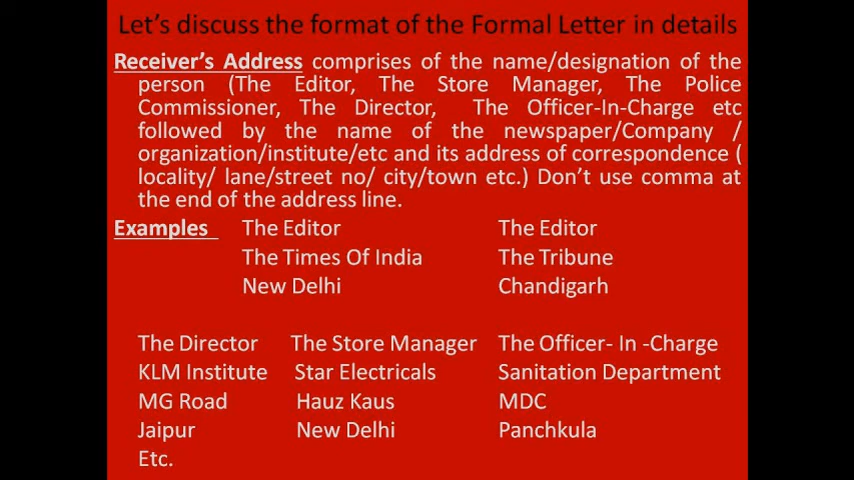 Let's discuss the format of the Formal Letter in details
Receiver's Address comprises of the name/designation of the
person (The Editor, The Store Manager, The Police
Commissioner, The Director, The Officer-In-Charge etc
followed by the name of the newspaper/Company /
organization/institute/etc and its address of correspondence (
locality/ lane/street no/ city/town etc.) Don't use comma at
the end of the address line.
Examples The Editor The Editor
The Times Of India The Tribune
New Delhi Chandigarh
The Director The Store Manager The Officer- In -Charge
KLM Institute Star Electricals Sanitation Department
MG Road Hauz Kaus MDC
Jaipur New Delhi Panchkula
Etc.